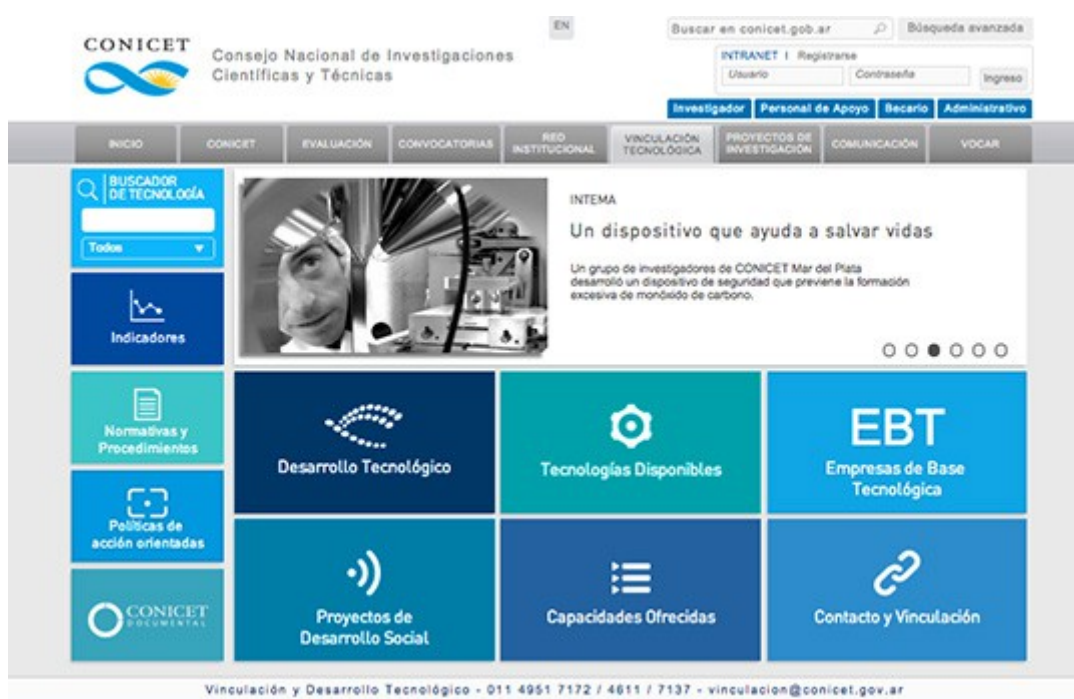 CONICET
Consejo Nacional de Investigaciones
Científicas y Técnicas
EN
Buscar en conicet.gob.ar
Búsqueda avanzada
INTRANET I Registrarse
Usuario
Contraseña
Ingreso
Investigador
Personal de Apoyo
Becario
Administrativo
INICIO
CONICET
EVALUACIÓN
CONVOCATORIAS
RED
INSTITUCIONAL
VINCULACIÓN
TECNOLÓGICA
PROYECTOS DE
INVESTIGACIÓN
COMUNICACIÓN
VOCAR
BUSCADOR
DE TECNOLOGÍA
Todos
Indicadores
Normativas y
Procedimientos
Políticas de
acción orientadas
CONICET
DOCUMENTAL
INTEMA
Un dispositivo que ayuda a salvar vidas
Un grupo de investigadores de CONICET Mar del Plata
desarrolló un dispositivo de seguridad que previene la formación
excesiva de monóxido de carbono.
Desarrollo Tecnológico
Tecnologías Disponibles
EBT
Empresas de Base
Tecnológica
Proyectos de
Desarrollo Social
Capacidades Ofrecidas
Contacto y Vinculación
Vinculación y Desarrollo Tecnológico - 011 4951 7172 / 4611 / 7137 - vinculacion@conicet.gov.ar